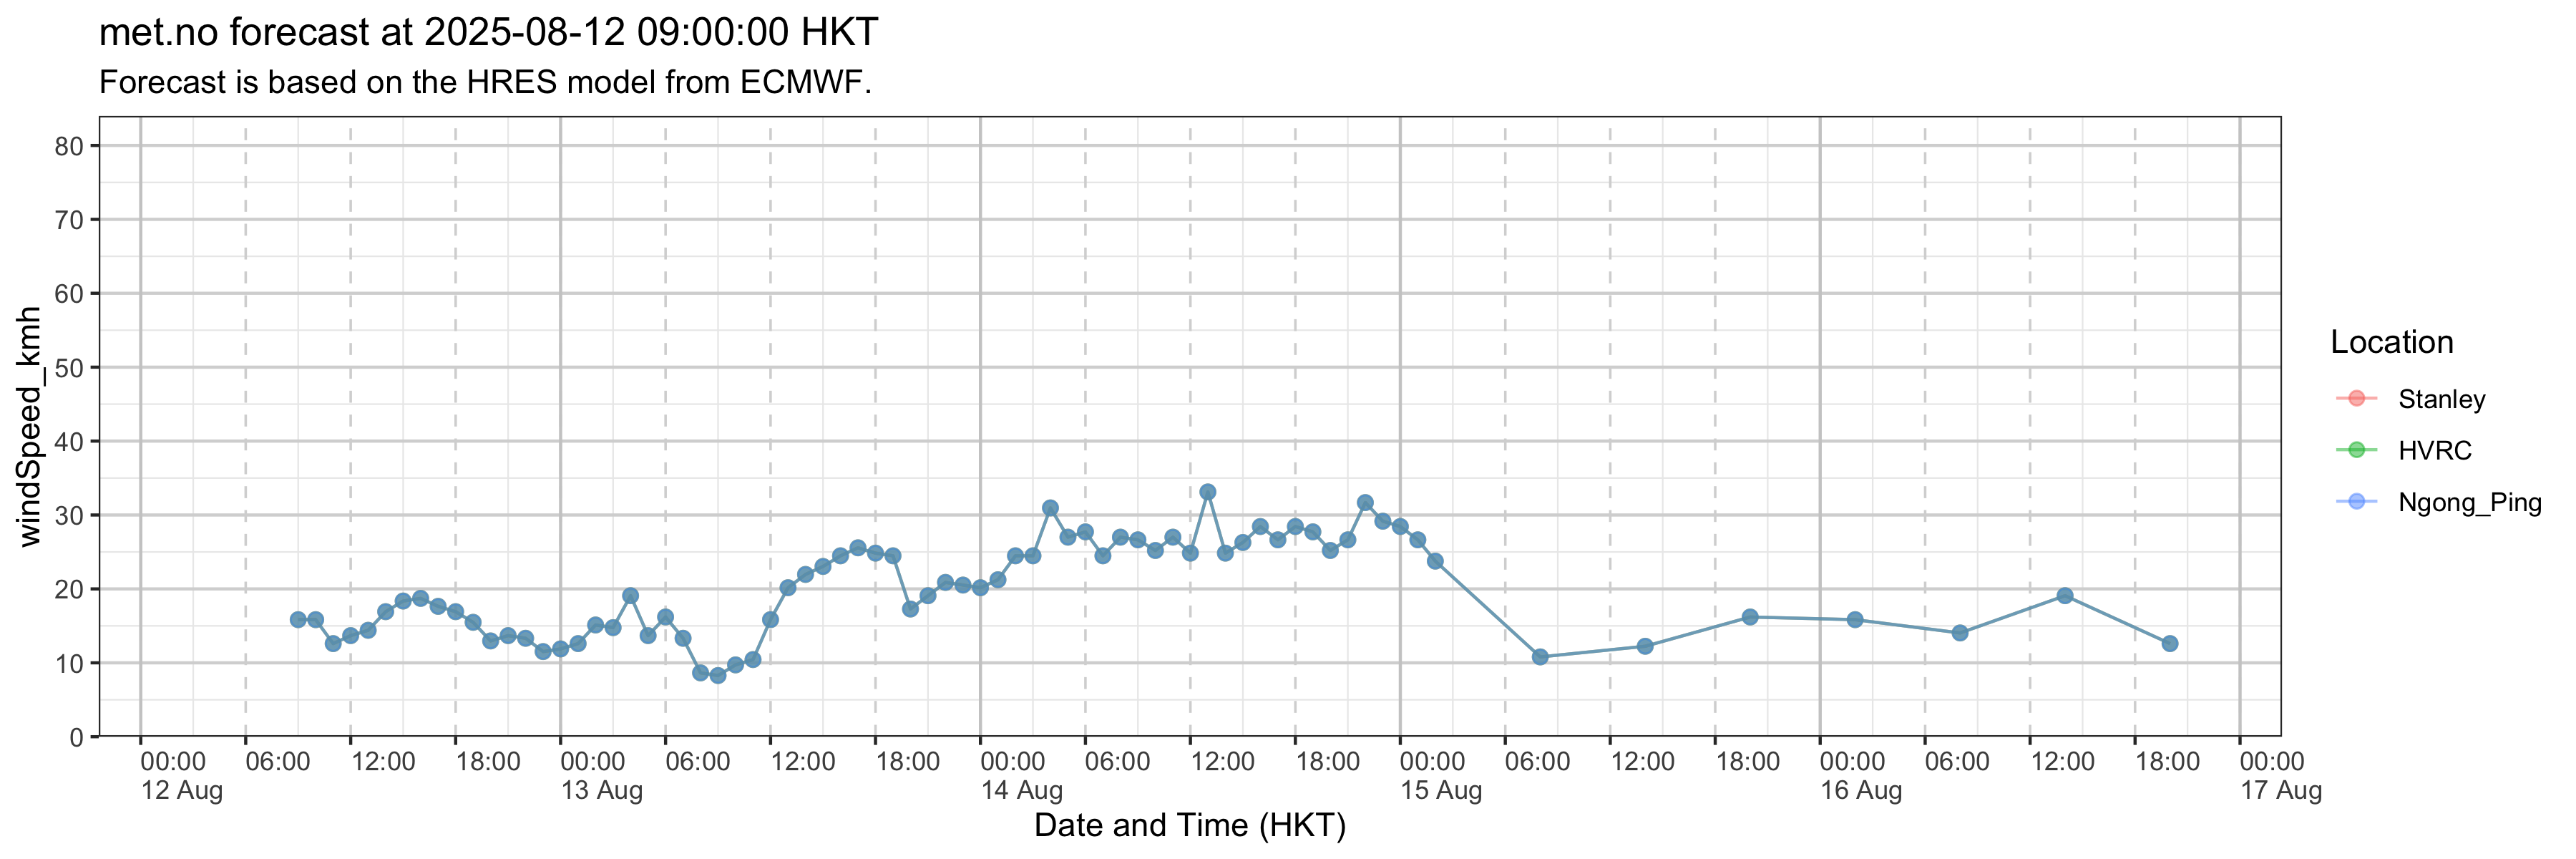 met.no forecast at 2025-08-12 09:00:00 HKT
Forecast is based on the HRES model from ECMWF.
windSpeed_kmh
80
70
60
50
40
30
20
10
0
00:00 06:00 12:00 18:00 00:00 06:00 12:00 18:00 00:00 06:00 12:00 18:00 00:00 06:00 12:00 18:00 00:00 06:00 12:00 18:00 00:00
12 Aug 13 Aug 14 Aug 15 Aug 16 Aug 17 Aug
Date and Time (HKT)
Location
Stanley
HVRC
Ngong_Ping